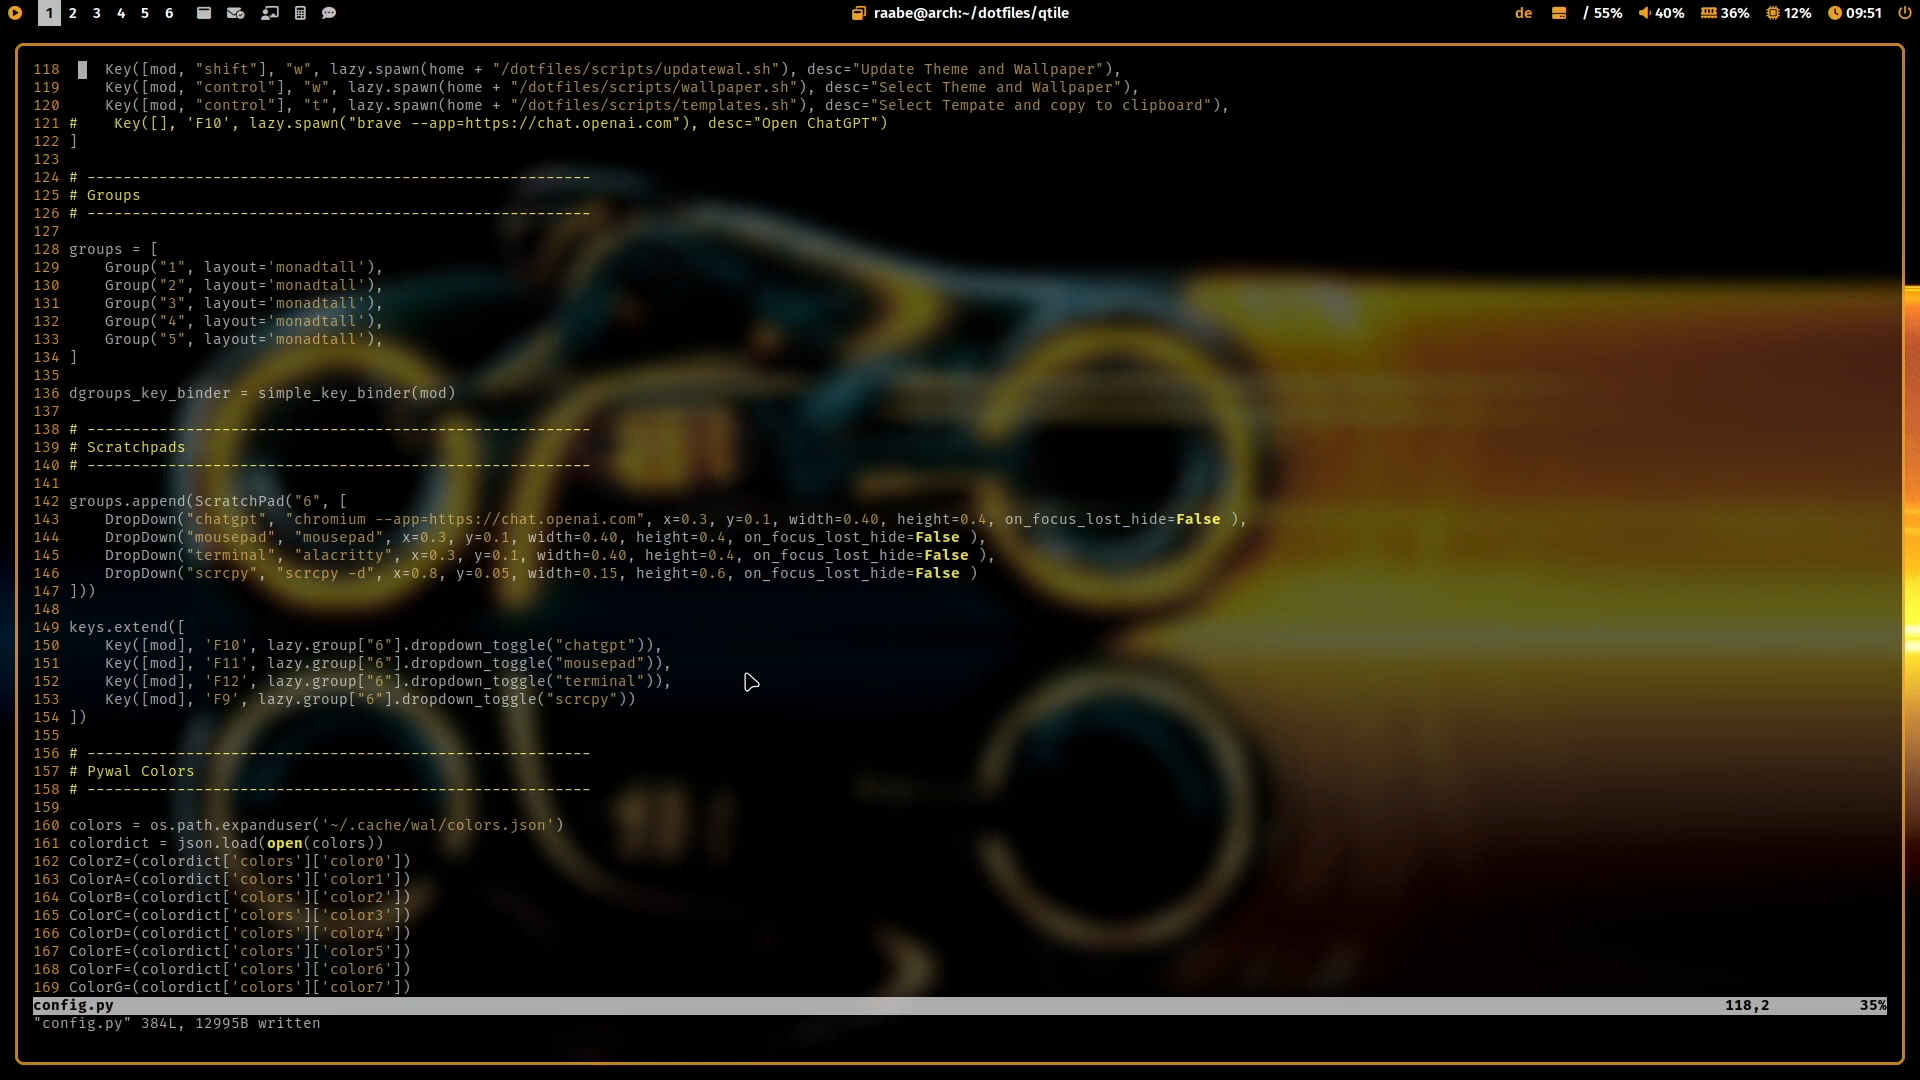 1 2 3 4 5 6 raabe@arch:~/dotfiles/qtile de / 55% 40% 36% 12% 09:51
118     Key([mod, "shift"], "w", lazy.spawn(home + "/dotfiles/scripts/updatewal.sh"), desc="Update Theme and Wallpaper"),
119     Key([mod, "control"], "w", lazy.spawn(home + "/dotfiles/scripts/wallpaper.sh"), desc="Select Theme and Wallpaper"),
120     Key([mod, "control"], "t", lazy.spawn(home + "/dotfiles/scripts/templates.sh"), desc="Select Tempate and copy to clipboard"),
121 #    Key([], 'F10', lazy.spawn("brave --app=https://chat.openai.com"), desc="Open ChatGPT")
122 ]
123
124 # --------------------------------------------------------
125 # Groups
126 # --------------------------------------------------------
127
128 groups = [
129     Group("1", layout='monadtall'),
130     Group("2", layout='monadtall'),
131     Group("3", layout='monadtall'),
132     Group("4", layout='monadtall'),
133     Group("5", layout='monadtall'),
134 ]
135
136 dgroups_key_binder = simple_key_binder(mod)
137
138 # --------------------------------------------------------
139 # Scratchpads
140 # --------------------------------------------------------
141
142 groups.append(ScratchPad("6", [
143     DropDown("chatgpt", "chromium --app=https://chat.openai.com", x=0.3, y=0.1, width=0.40, height=0.4, on_focus_lost_hide=False ),
144     DropDown("mousepad", "mousepad", x=0.3, y=0.1, width=0.40, height=0.4, on_focus_lost_hide=False ),
145     DropDown("terminal", "alacritty", x=0.3, y=0.1, width=0.40, height=0.4, on_focus_lost_hide=False ),
146     DropDown("scrcpy", "scrcpy -d", x=0.8, y=0.05, width=0.15, height=0.6, on_focus_lost_hide=False )
147 ]))
148
149 keys.extend([
150     Key([mod], 'F10', lazy.group["6"].dropdown_toggle("chatgpt")),
151     Key([mod], 'F11', lazy.group["6"].dropdown_toggle("mousepad")),
152     Key([mod], 'F12', lazy.group["6"].dropdown_toggle("terminal")),
153     Key([mod], 'F9', lazy.group["6"].dropdown_toggle("scrcpy"))
154 ])
155
156 # --------------------------------------------------------
157 # Pywal Colors
158 # --------------------------------------------------------
159
160 colors = os.path.expanduser('~/.cache/wal/colors.json')
161 colordict = json.load(open(colors))
162 ColorZ=(colordict['colors']['color0'])
163 ColorA=(colordict['colors']['color1'])
164 ColorB=(colordict['colors']['color2'])
165 ColorC=(colordict['colors']['color3'])
166 ColorD=(colordict['colors']['color4'])
167 ColorE=(colordict['colors']['color5'])
168 ColorF=(colordict['colors']['color6'])
169 ColorG=(colordict['colors']['color7'])
config.py 118,2 35%
"config.py" 384L, 12995B written